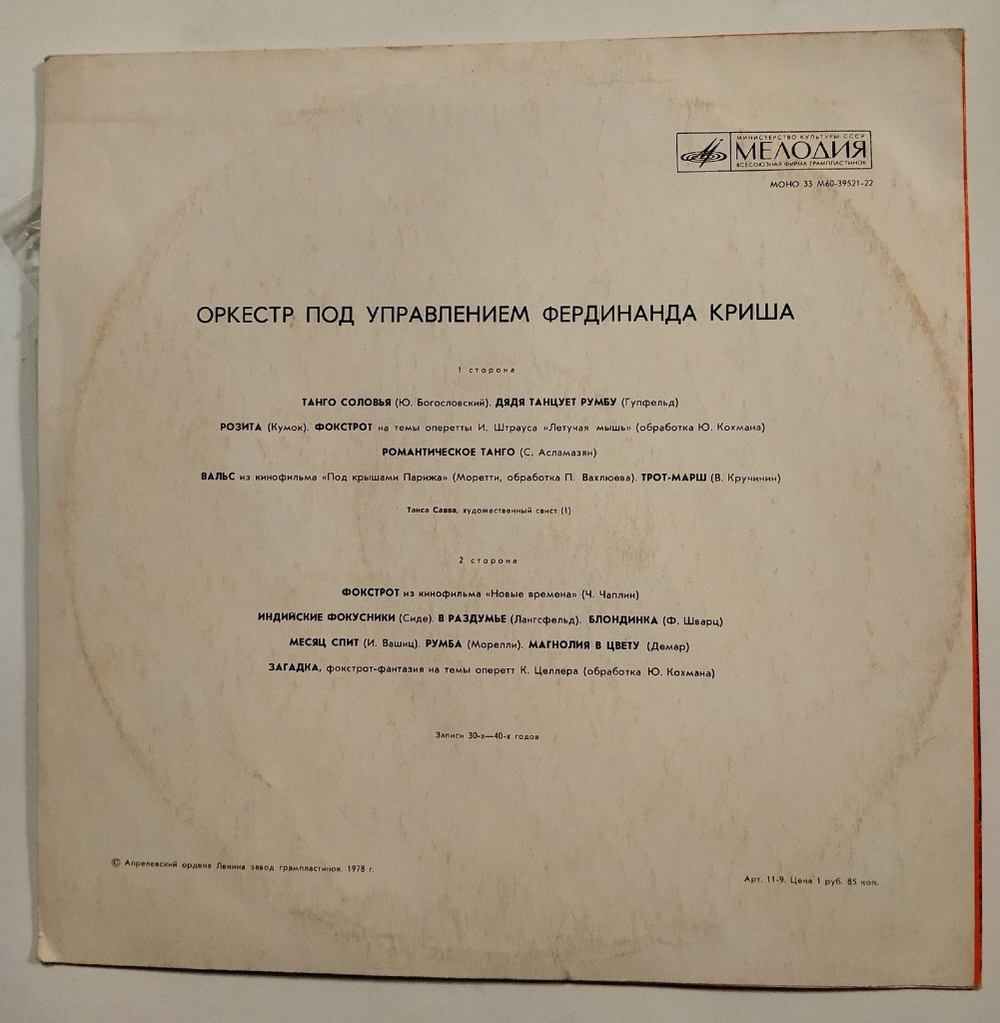 МИНИСТЕРСТВО КУЛЬТУРЫ СССР
МЕЛОДИЯ
ВСЕСОЮЗНАЯ ФИРМА ГРАМПЛАСТИНОК
МОНО 33 М60-39521-22
ОРКЕСТР ПОД УПРАВЛЕНИЕМ ФЕРДИНАНДА КРИША
1 сторона
ТАНГО СОЛОВЬЯ (Ю. Богословский). ДЯДЯ ТАНЦУЕТ РУМБУ (Гупфельд)
РОЗИТА (Кумок). ФОКСТРОТ на темы оперетты И. Штрауса «Летучая мышь» (обработка Ю. Кохмана)
РОМАНТИЧЕСКОЕ ТАНГО (С. Асламазян)
ВАЛЬС из кинофильма «Под крышами Парижа» (Моретти, обработка П. Вахлюева). ТРОТ-МАРШ (В. Кручинин)
Таиса Савва, художественный свист (1)
2 сторона
ФОКСТРОТ из кинофильма «Новые времена» (Ч. Чаплин)
ИНДИЙСКИЕ ФОКУСНИКИ (Сиде). В РАЗДУМЬЕ (Лангсфельд). БЛОНДИНКА (Ф. Шварц)
МЕСЯЦ СПИТ (И. Вашиц). РУМБА (Морелли). МАГНОЛИЯ В ЦВЕТУ (Демар)
ЗАГАДКА, фокстрот-фантазия на темы оперетт К. Целлера (обработка Ю. Кохмана)
Записи 30-х—40-х годов
© Апрелевский ордена Ленина завод грампластинок. 1978 г.
Арт. 11-9. Цена 1 руб. 85 коп.